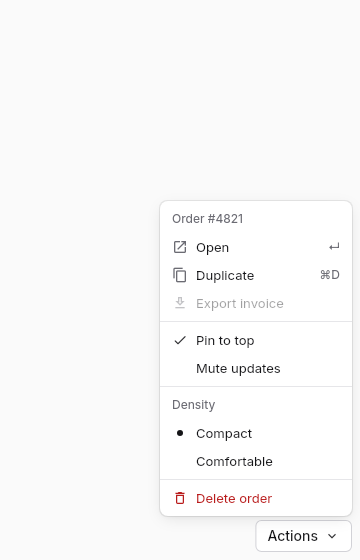 Order #4821
Open ↵
Duplicate ⌘D
Export invoice
Pin to top
Mute updates
Density
Compact
Comfortable
Delete order
Actions